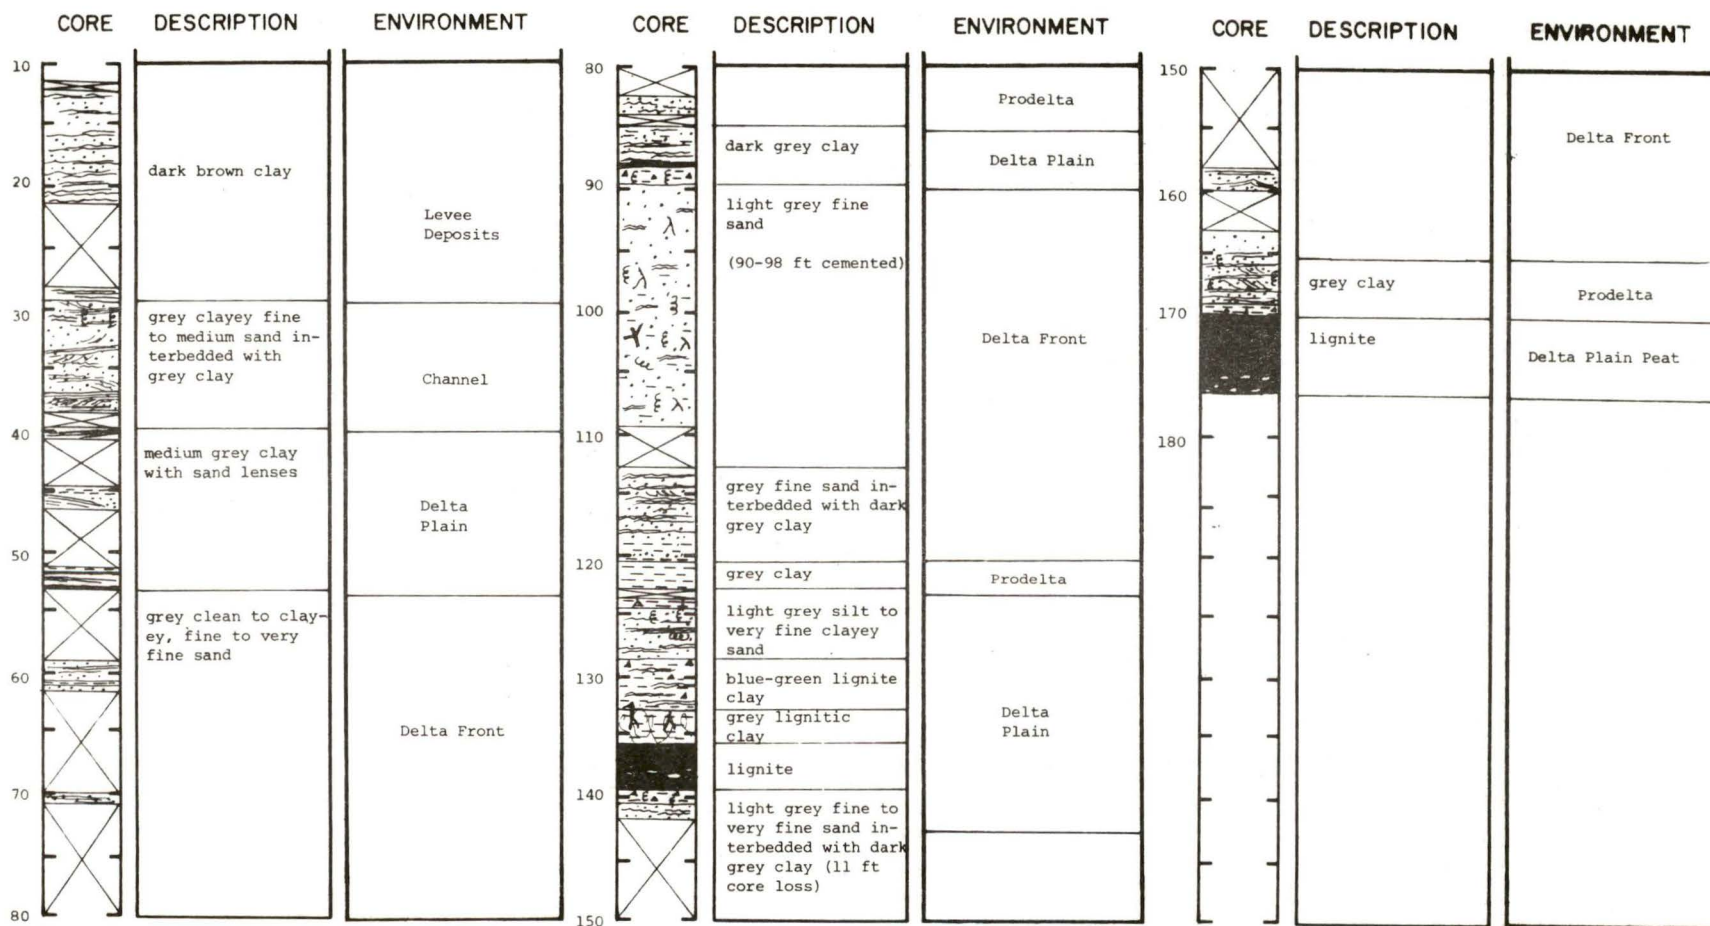 CORE DESCRIPTION ENVIRONMENT
10
20
30
40
50
60
70
80
dark brown clay
grey clayey fine
to medium sand in-
terbedded with
grey clay
medium grey clay
with sand lenses
grey clean to clay-
ey, fine to very
fine sand
Levee
Deposits
Channel
Delta
Plain
Delta Front
CORE DESCRIPTION ENVIRONMENT
80
90
100
110
120
130
140
150
dark grey clay
light grey fine
sand
(90-98 ft cemented)
grey fine sand in-
terbedded with dark
grey clay
grey clay
light grey silt to
very fine clayey
sand
blue-green lignite
clay
grey lignitic
clay
lignite
light grey fine to
very fine sand in-
terbedded with dark
grey clay (11 ft
core loss)
Prodelta
Delta Plain
Delta Front
Prodelta
Delta
Plain
CORE DESCRIPTION ENVIRONMENT
150
160
170
180
grey clay
lignite
Delta Front
Prodelta
Delta Plain Peat